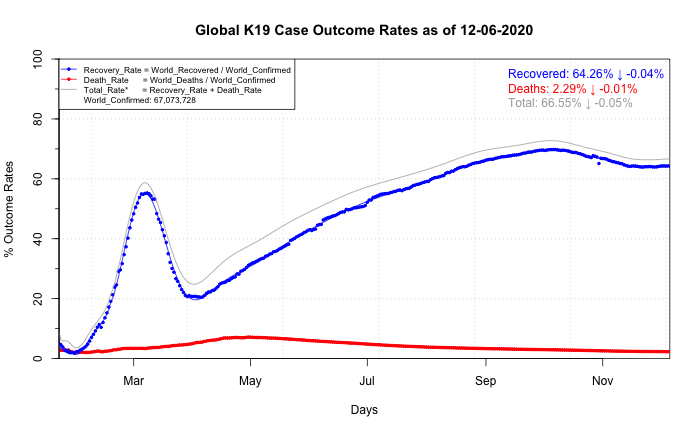 Global K19 Case Outcome Rates as of 12-06-2020
Recovery_Rate = World_Recovered / World_Confirmed
Death_Rate = World_Deaths / World_Confirmed
Total_Rate* = Recovery_Rate + Death_Rate
World_Confirmed: 67,073,728
Recovered: 64.26% ↓ -0.04%
Deaths: 2.29% ↓ -0.01%
Total: 66.55% ↓ -0.05%
% Outcome Rates
100
80
60
40
20
0
Mar May Jul Sep Nov
Days